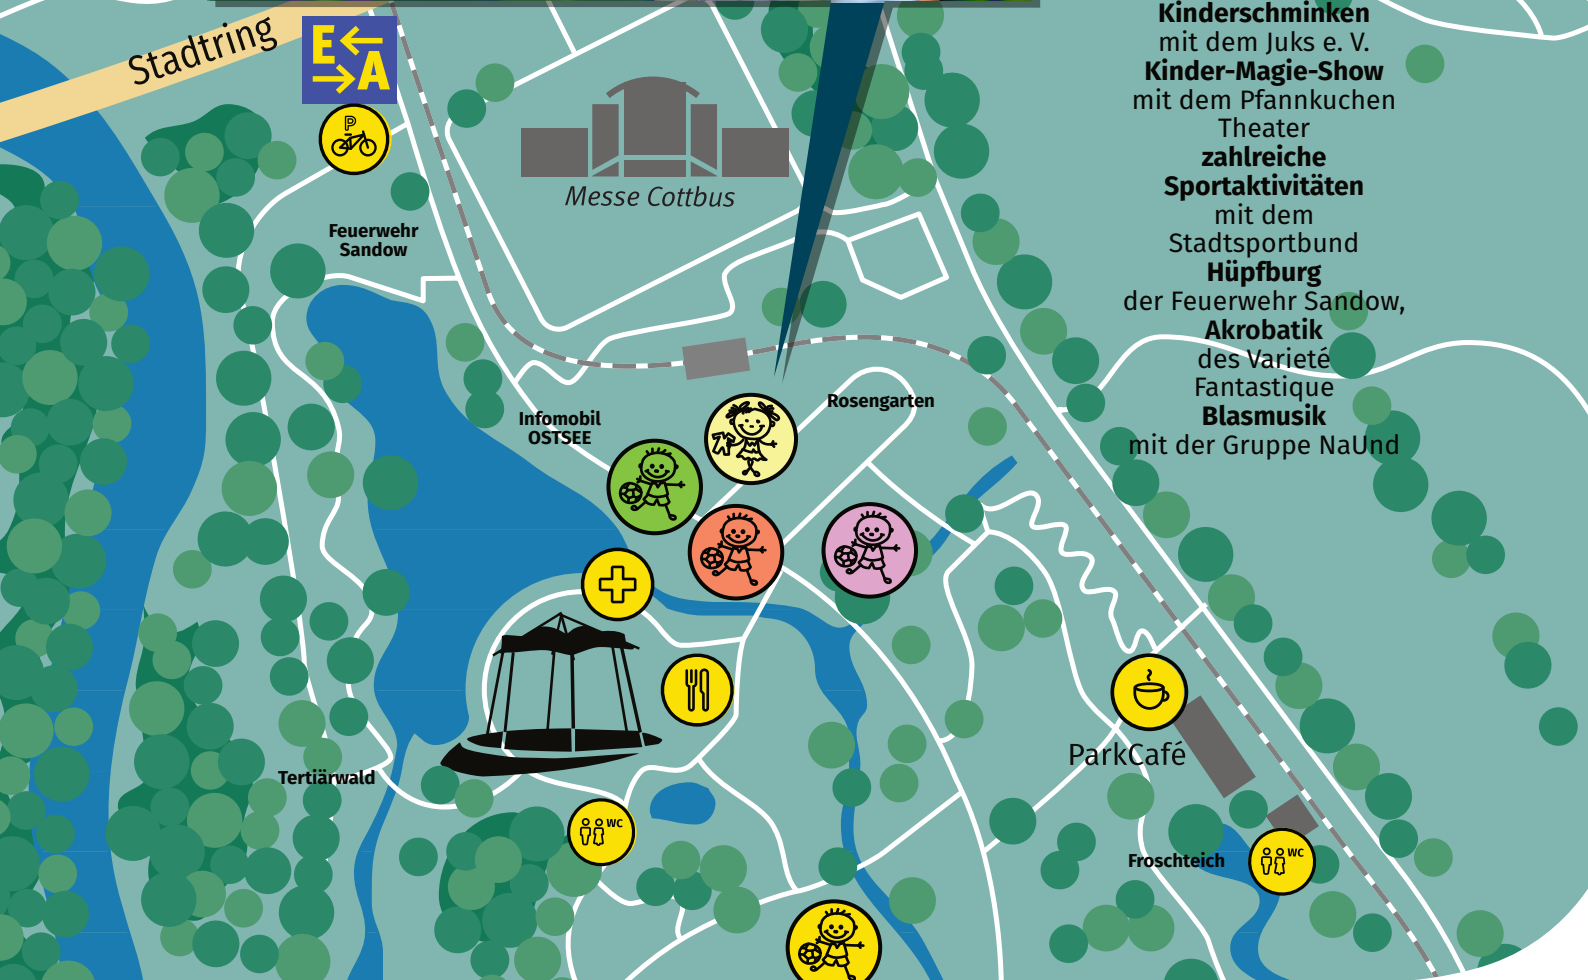 Stadtring
E
A
P
Messe Cottbus
Feuerwehr
Sandow
Infomobil
OSTSEE
Rosengarten
Tertiärwald
WC
ParkCafé
Froschteich
WC
Kinderschminken
mit dem Juks e. V.
Kinder-Magie-Show
mit dem Pfannkuchen
Theater
zahlreiche
Sportaktivitäten
mit dem
Stadtsportbund
Hüpfburg
der Feuerwehr Sandow,
Akrobatik
des Varieté
Fantastique
Blasmusik
mit der Gruppe NaUnd